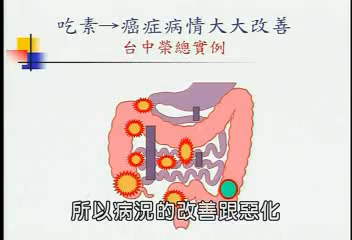 吃素→癌症病情大大改善
台中榮總實例
所以病況的改善跟惡化